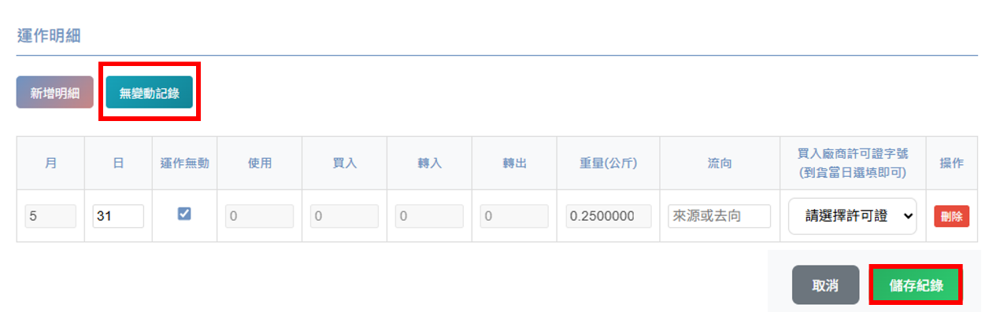 運作明細
新增明細 無變動記錄
月 日 運作無動 使用 買入 轉入 轉出 重量(公斤) 流向 買入廠商許可證字號 操作
(到貨當日選填即可)
5 31 0 0 0 0 0.2500000 來源或去向 請選擇許可證 刪除
取消 儲存紀錄